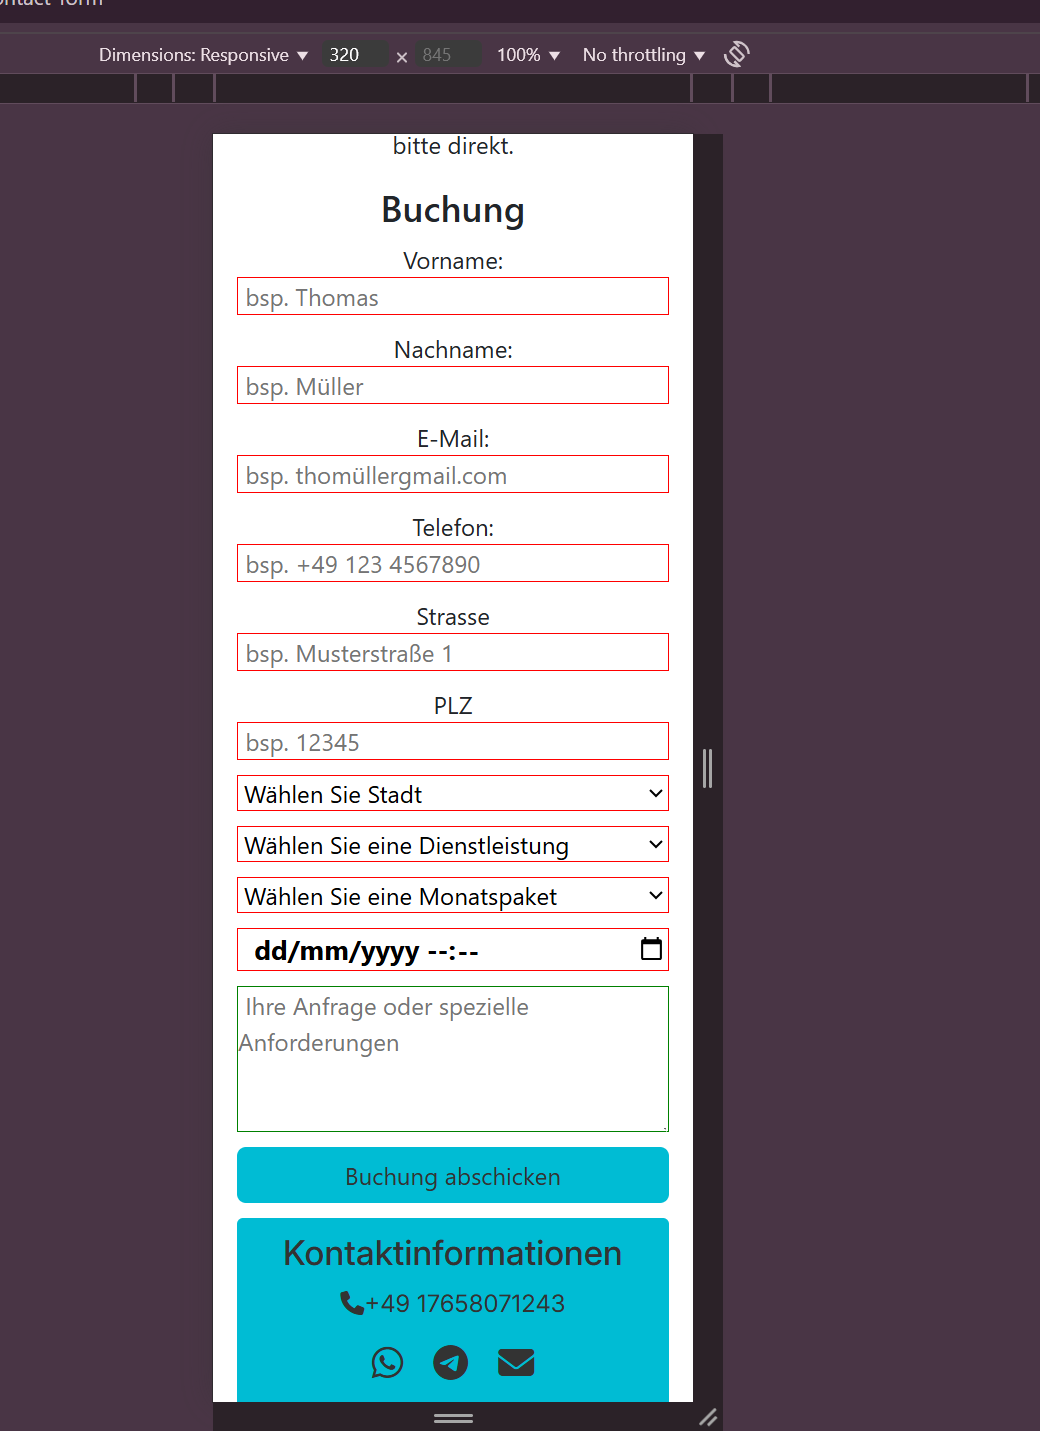 Dimensions: Responsive ▼ 320 × 845 100% ▼ No throttling ▼
bitte direkt.
Buchung
Vorname:
bsp. Thomas
Nachname:
bsp. Müller
E-Mail:
bsp. thomüllergmail.com
Telefon:
bsp. +49 123 4567890
Strasse
bsp. Musterstraße 1
PLZ
bsp. 12345
Wählen Sie Stadt
Wählen Sie eine Dienstleistung
Wählen Sie eine Monatspaket
dd/mm/yyyy --:--
Ihre Anfrage oder spezielle
Anforderungen
Buchung abschicken
Kontaktinformationen
+49 17658071243